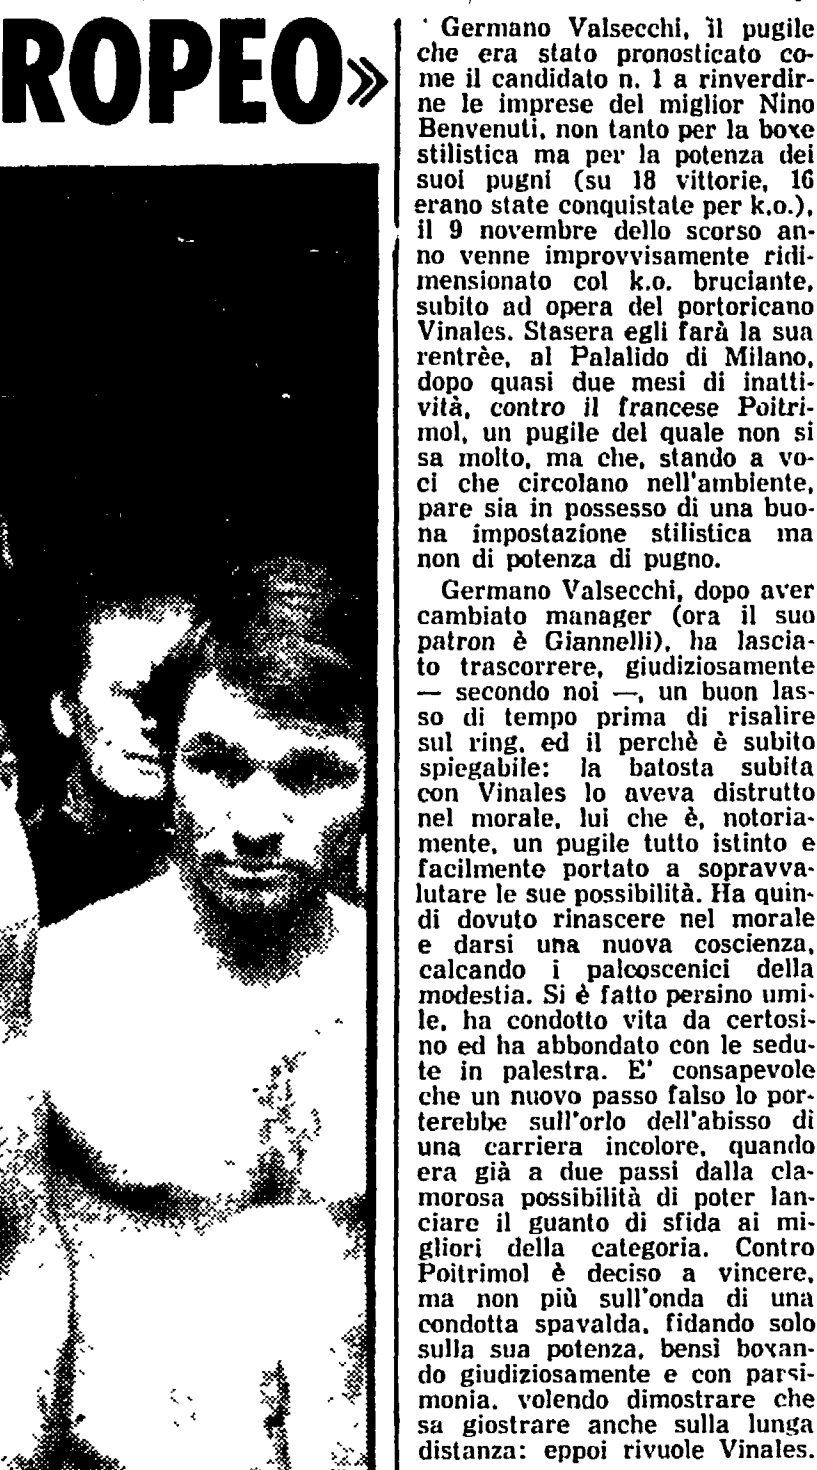 ROPEO»
Germano Valsecchi, il pugile
che era stato pronosticato co-
me il candidato n. 1 a rinverdir-
ne le imprese del miglior Nino
Benvenuti, non tanto per la boxe
stilistica ma per la potenza dei
suoi pugni (su 18 vittorie, 16
erano state conquistate per k.o.),
il 9 novembre dello scorso an-
no venne improvvisamente ridi-
mensionato col k.o. bruciante,
subito ad opera del portoricano
Vinales. Stasera egli farà la sua
rentrèe, al Palalido di Milano,
dopo quasi due mesi di inatti-
vità, contro il francese Poitri-
mol, un pugile del quale non si
sa molto, ma che, stando a vo-
ci che circolano nell'ambiente,
pare sia in possesso di una buo-
na impostazione stilistica ma
non di potenza di pugno.
Germano Valsecchi, dopo aver
cambiato manager (ora il suo
patron è Giannelli), ha lascia-
to trascorrere, giudiziosamente
— secondo noi —, un buon las-
so di tempo prima di risalire
sul ring, ed il perchè è subito
spiegabile: la batosta subita
con Vinales lo aveva distrutto
nel morale, lui che è, notoria-
mente, un pugile tutto istinto e
facilmente portato a sopravva-
lutare le sue possibilità. Ha quin-
di dovuto rinascere nel morale
e darsi una nuova coscienza,
calcando i palcoscenici della
modestia. Si è fatto persino umi-
le, ha condotto vita da certosi-
no ed ha abbondato con le sedu-
te in palestra. E' consapevole
che un nuovo passo falso lo por-
terebbe sull'orlo dell'abisso di
una carriera incolore, quando
era già a due passi dalla cla-
morosa possibilità di poter lan-
ciare il guanto di sfida ai mi-
gliori della categoria. Contro
Poitrimol è deciso a vincere,
ma non più sull'onda di una
condotta spavalda, fidando solo
sulla sua potenza, bensì boxan-
do giudiziosamente e con parsi-
monia, volendo dimostrare che
sa giostrare anche sulla lunga
distanza: eppoi rivuole Vinales.